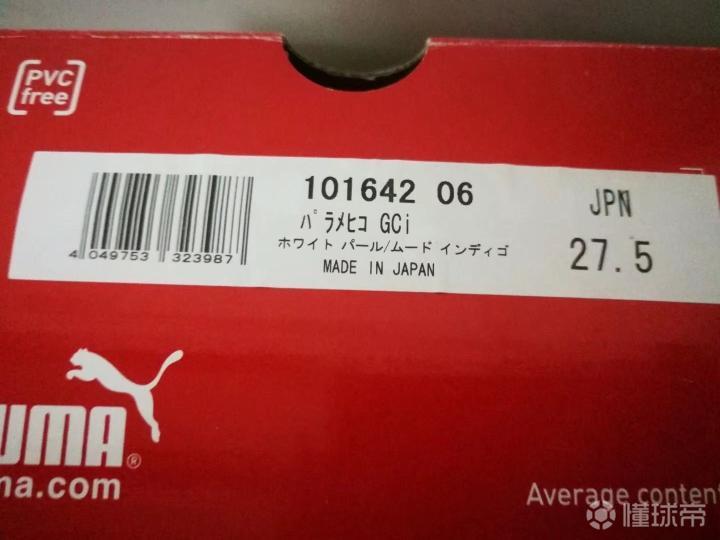 PVC
free
101642 06
パラメヒコ GCi
ホワイト パール/ムード インディゴ
MADE IN JAPAN
JPN
27.5
4 049753 323987
UMA®
ma.com
Average conten
懂球帝